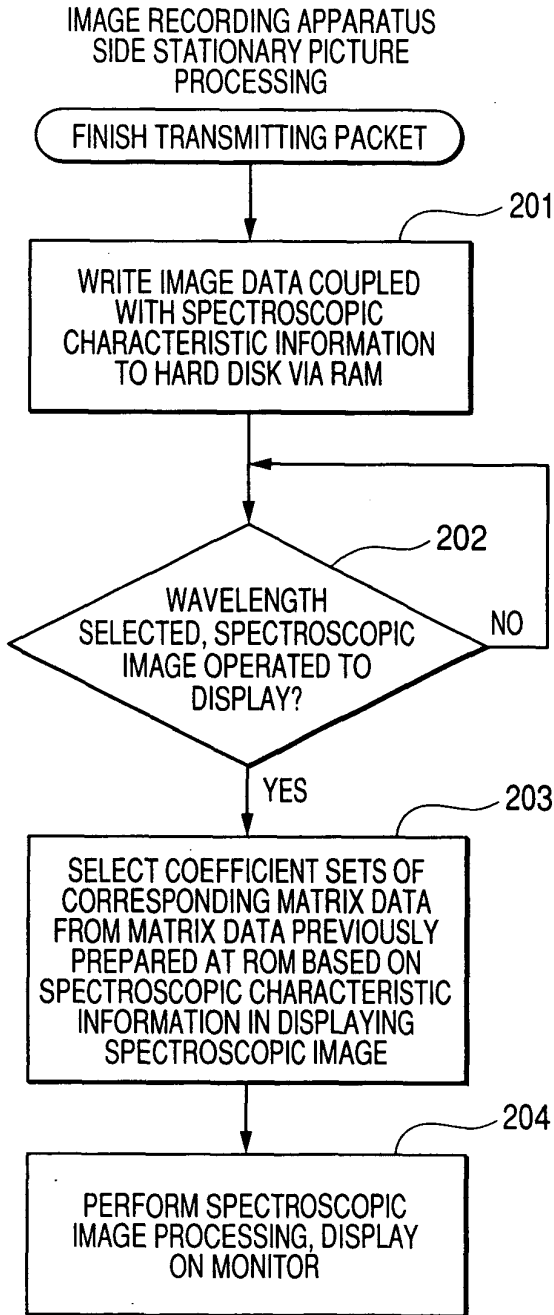 IMAGE RECORDING APPARATUS
SIDE STATIONARY PICTURE
PROCESSING
FINISH TRANSMITTING PACKET
201
WRITE IMAGE DATA COUPLED
WITH SPECTROSCOPIC
CHARACTERISTIC INFORMATION
TO HARD DISK VIA RAM
202
WAVELENGTH
SELECTED, SPECTROSCOPIC
IMAGE OPERATED TO
DISPLAY?
NO
YES
203
SELECT COEFFICIENT SETS OF
CORRESPONDING MATRIX DATA
FROM MATRIX DATA PREVIOUSLY
PREPARED AT ROM BASED ON
SPECTROSCOPIC CHARACTERISTIC
INFORMATION IN DISPLAYING
SPECTROSCOPIC IMAGE
204
PERFORM SPECTROSCOPIC
IMAGE PROCESSING, DISPLAY
ON MONITOR